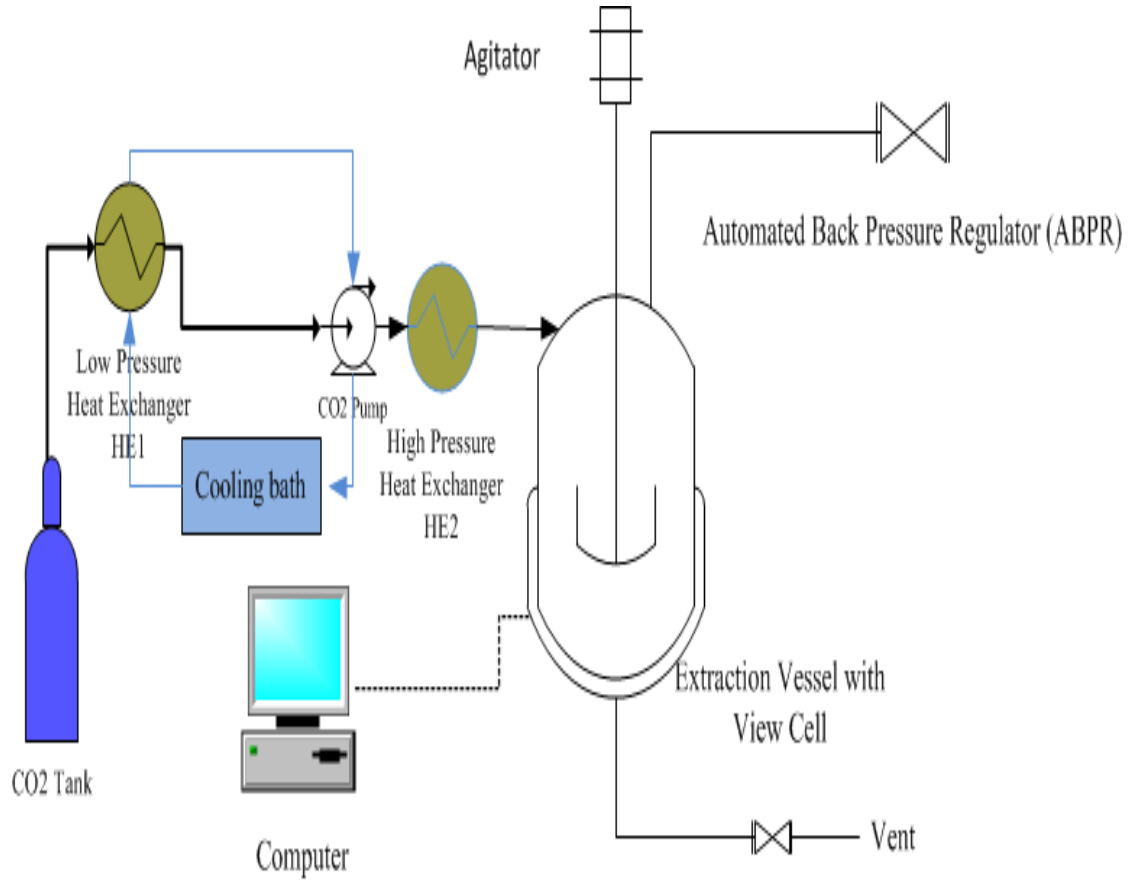 Agitator
Automated Back Pressure Regulator (ABPR)
Low Pressure
Heat Exchanger
HE1
CO2 Pump
High Pressure
Heat Exchanger
HE2
Cooling bath
Extraction Vessel with
View Cell
CO2 Tank
Computer
Vent